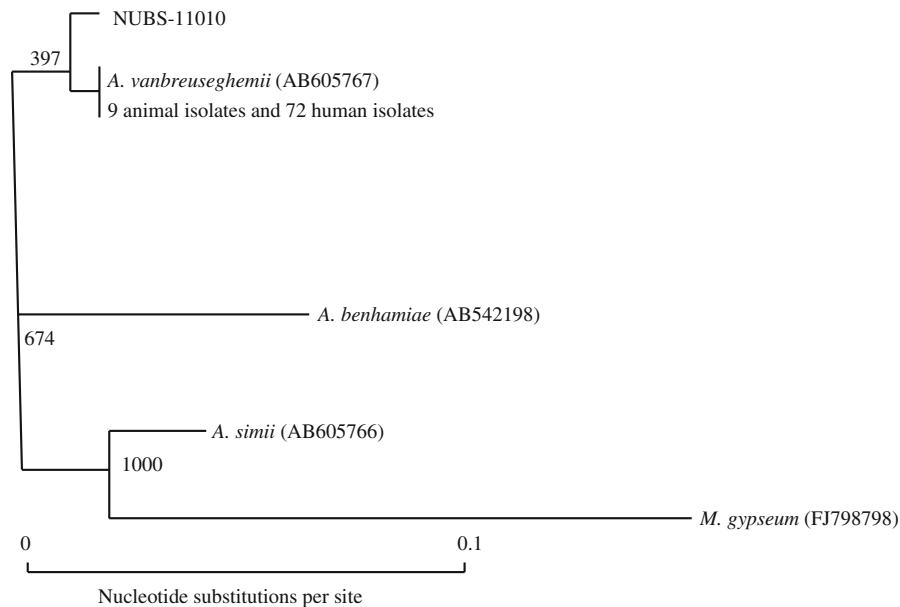 NUBS-11010
397
A. vanbreuseghemii (AB605767)
9 animal isolates and 72 human isolates
A. benhamiae (AB542198)
674
A. simii (AB605766)
1000
M. gypseum (FJ798798)
0 0.1
Nucleotide substitutions per site